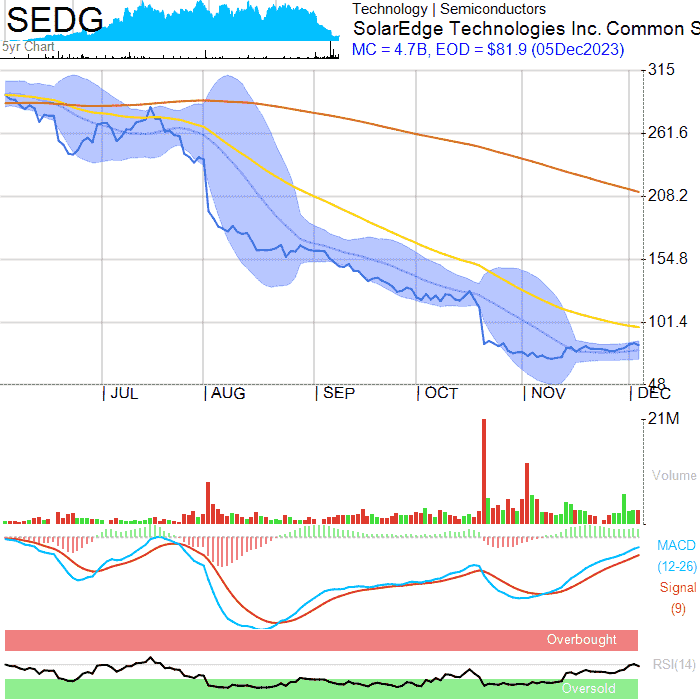 SEDG
5yr Chart
Technology | Semiconductors
SolarEdge Technologies Inc. Common S
MC = 4.7B, EOD = $81.9 (05Dec2023)
315
261.6
208.2
154.8
101.4
48
| JUL | AUG | SEP | OCT | NOV | DEC
21M
Volume
MACD
(12-26)
Signal
(9)
Overbought
RSI(14)
Oversold